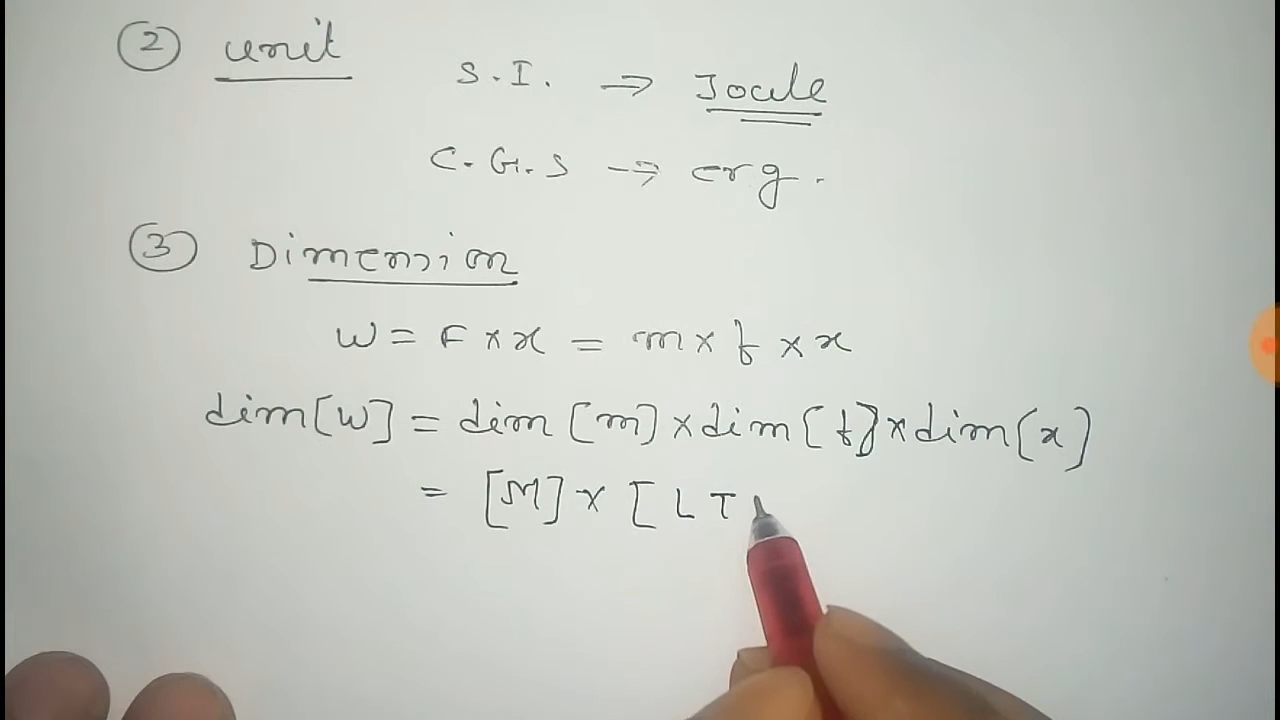 ② unit
S.I. ⇒ Joule
C.G.S ⇒ erg.
③ Dimension
W = F × x = m × f × x
dim[W] = dim [m] × dim [f] × dim [x]
= [M] × [ L T